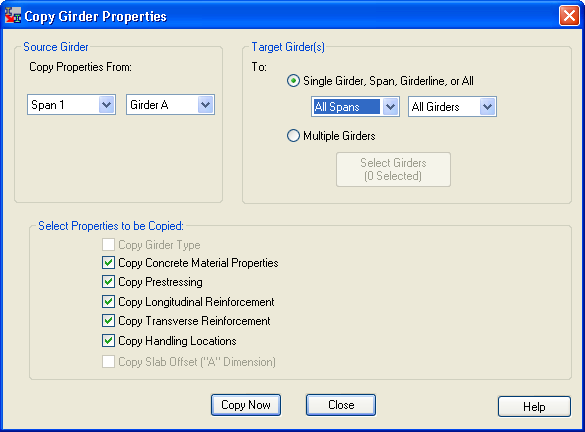 Copy Girder Properties
Source Girder
Copy Properties From:
Span 1
Girder A
Target Girder(s)
To:
Single Girder, Span, Girderline, or All
All Spans
All Girders
Multiple Girders
Select Girders
(0 Selected)
Select Properties to be Copied:
Copy Girder Type
Copy Concrete Material Properties
Copy Prestressing
Copy Longitudinal Reinforcement
Copy Transverse Reinforcement
Copy Handling Locations
Copy Slab Offset ("A" Dimension)
Copy Now
Close
Help